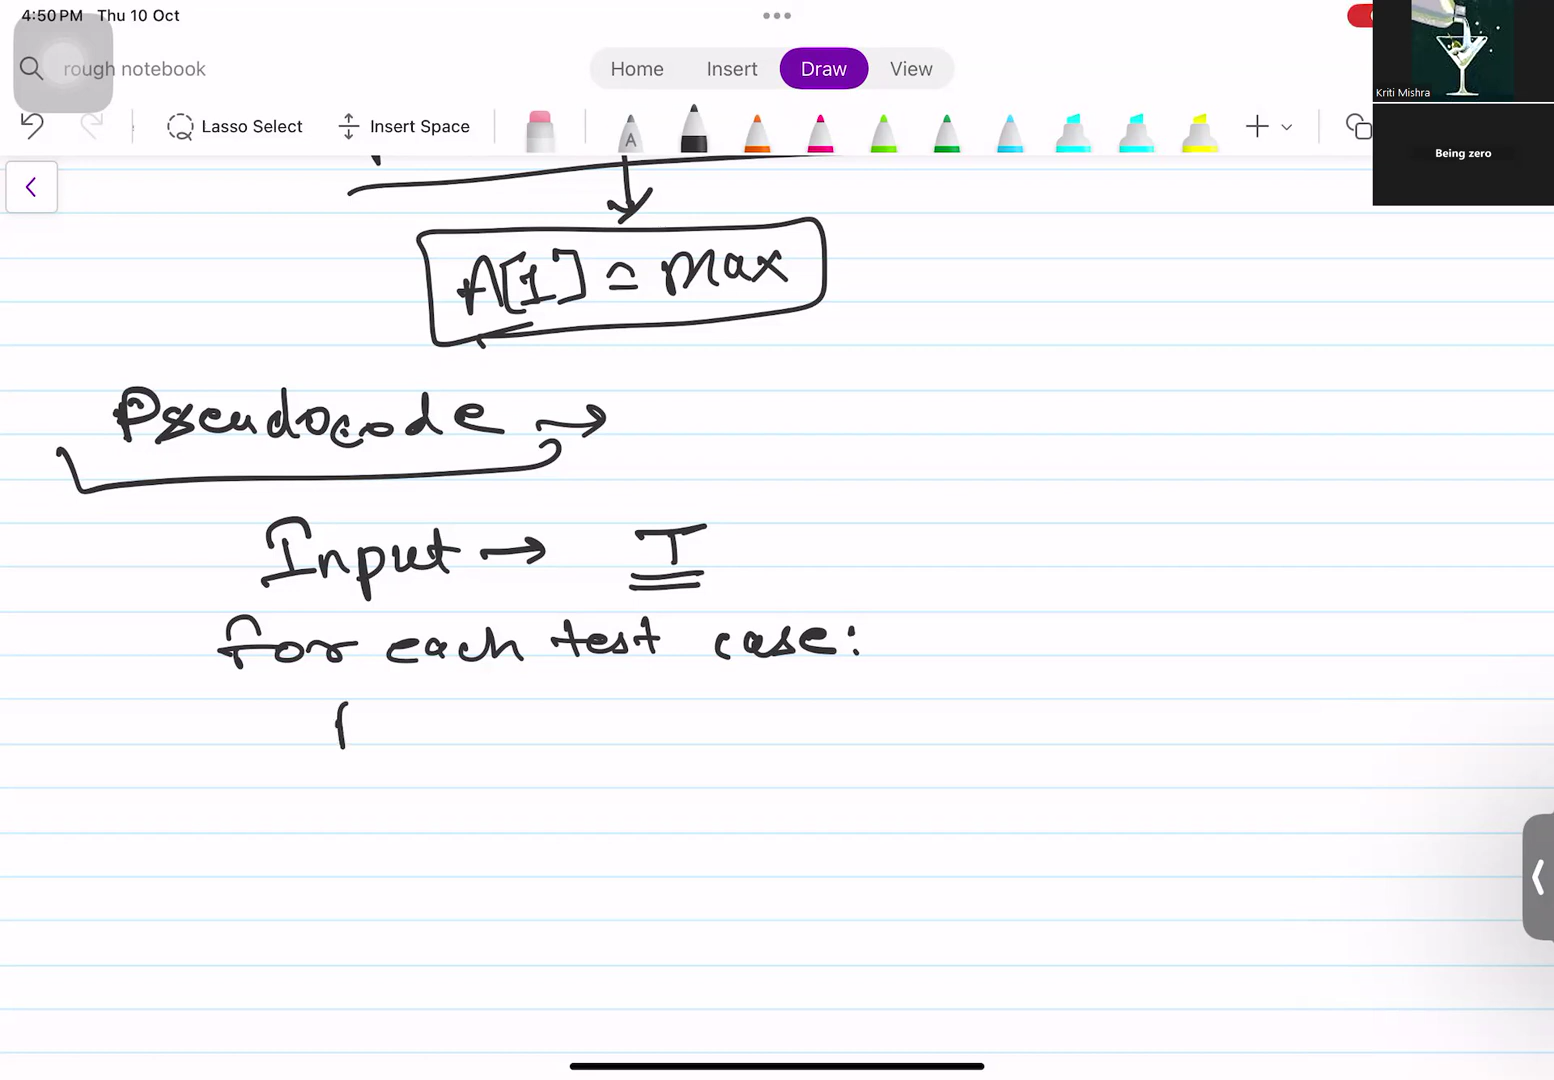 4:50 PM Thu 10 Oct
rough notebook
Home Insert Draw View
Lasso Select Insert Space A
Kriti Mishra
Being zero
A[1] = max
Pseudocode →
Input → T
for each test case: